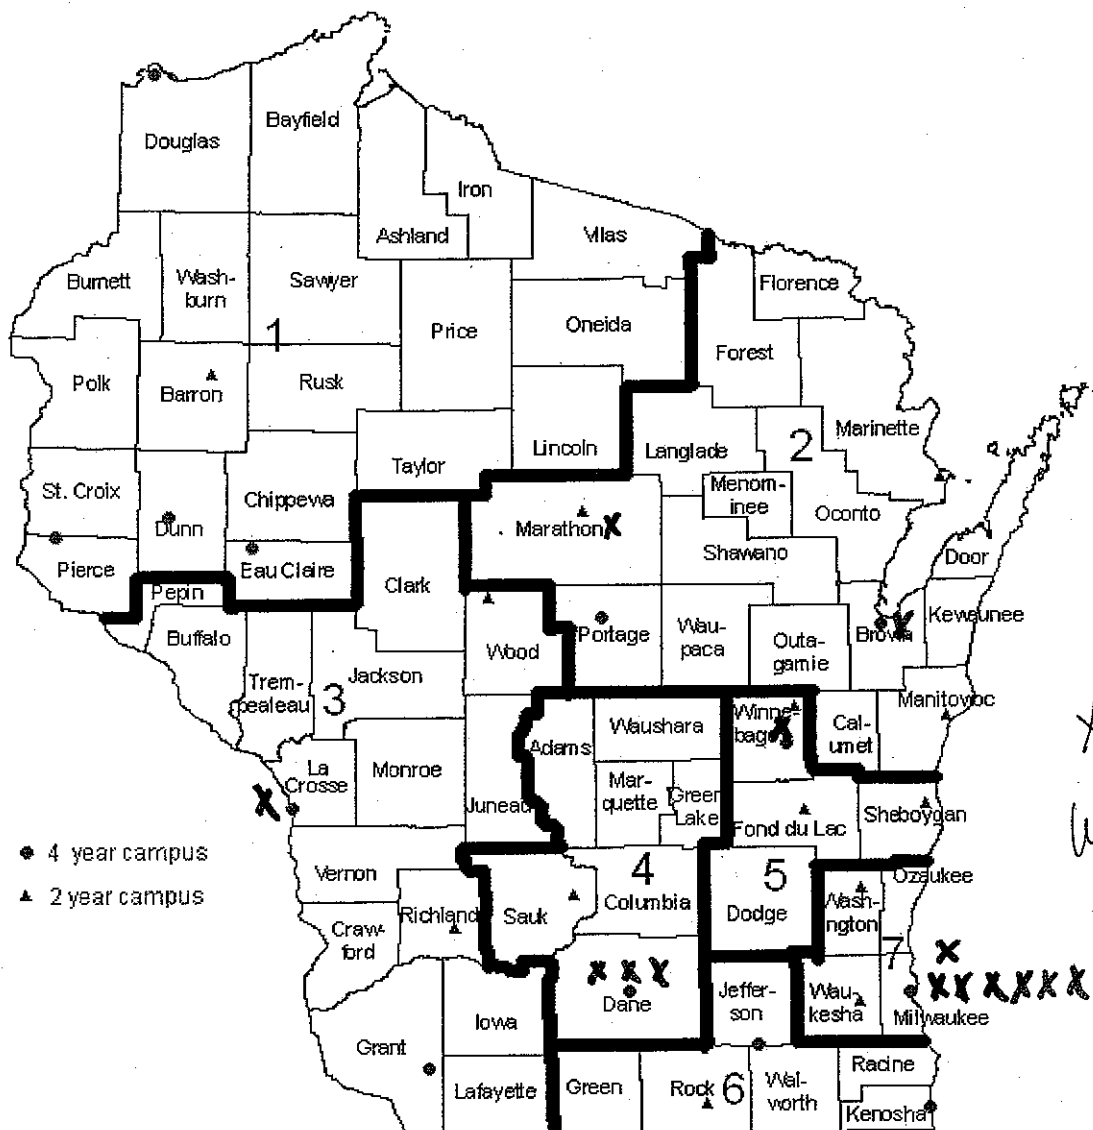 Douglas
Bayfield
Iron
Ashland
Vilas
Burnett
Wash-
burn
Sawyer
Florence
1
Price
Oneida
Forest
Polk
Barron
Rusk
Marinette
Lincoln
Langlade
2
Taylor
St. Croix
Chippewa
Menom-
inee
Oconto
Dunn
Marathon X
Shawano
Door
Pierce
Eau Claire
Clark
Pepin
Kewaunee
Buffalo
Wood
Portage
Wau-
paca
Outa-
gamie
Brown X
Trem-
pealeau
Jackson
3
Manitowoc
Waushara
Winne-
bago X
Cal-
umet
Adams
La
Crosse
X
Monroe
Mar-
quette
Green
Lake
Juneau
Fond du Lac
Sheboygan
4 year campus
2 year campus
Vernon
4
5
Ozaukee
Columbia
Richland
Sauk
Dodge
Wash-
ington
Craw-
ford
7
X
X X X
Dane
X X X X X X
Milwaukee
Jeffer-
son
Wau-
kesha
Iowa
Grant
Racine
Lafayette
Green
Rock
6
Wal-
worth
Kenosha